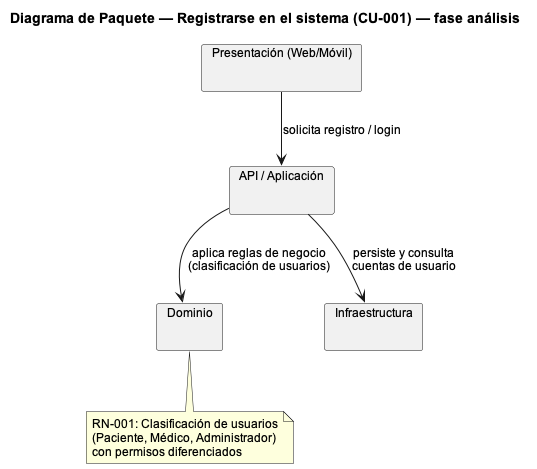 Diagrama de Paquete — Registrarse en el sistema (CU-001) — fase análisis
Presentación (Web/Móvil)
solicita registro / login
API / Aplicación
aplica reglas de negocio
(clasificación de usuarios)
persiste y consulta
cuentas de usuario
Dominio
Infraestructura
RN-001: Clasificación de usuarios
(Paciente, Médico, Administrador)
con permisos diferenciados